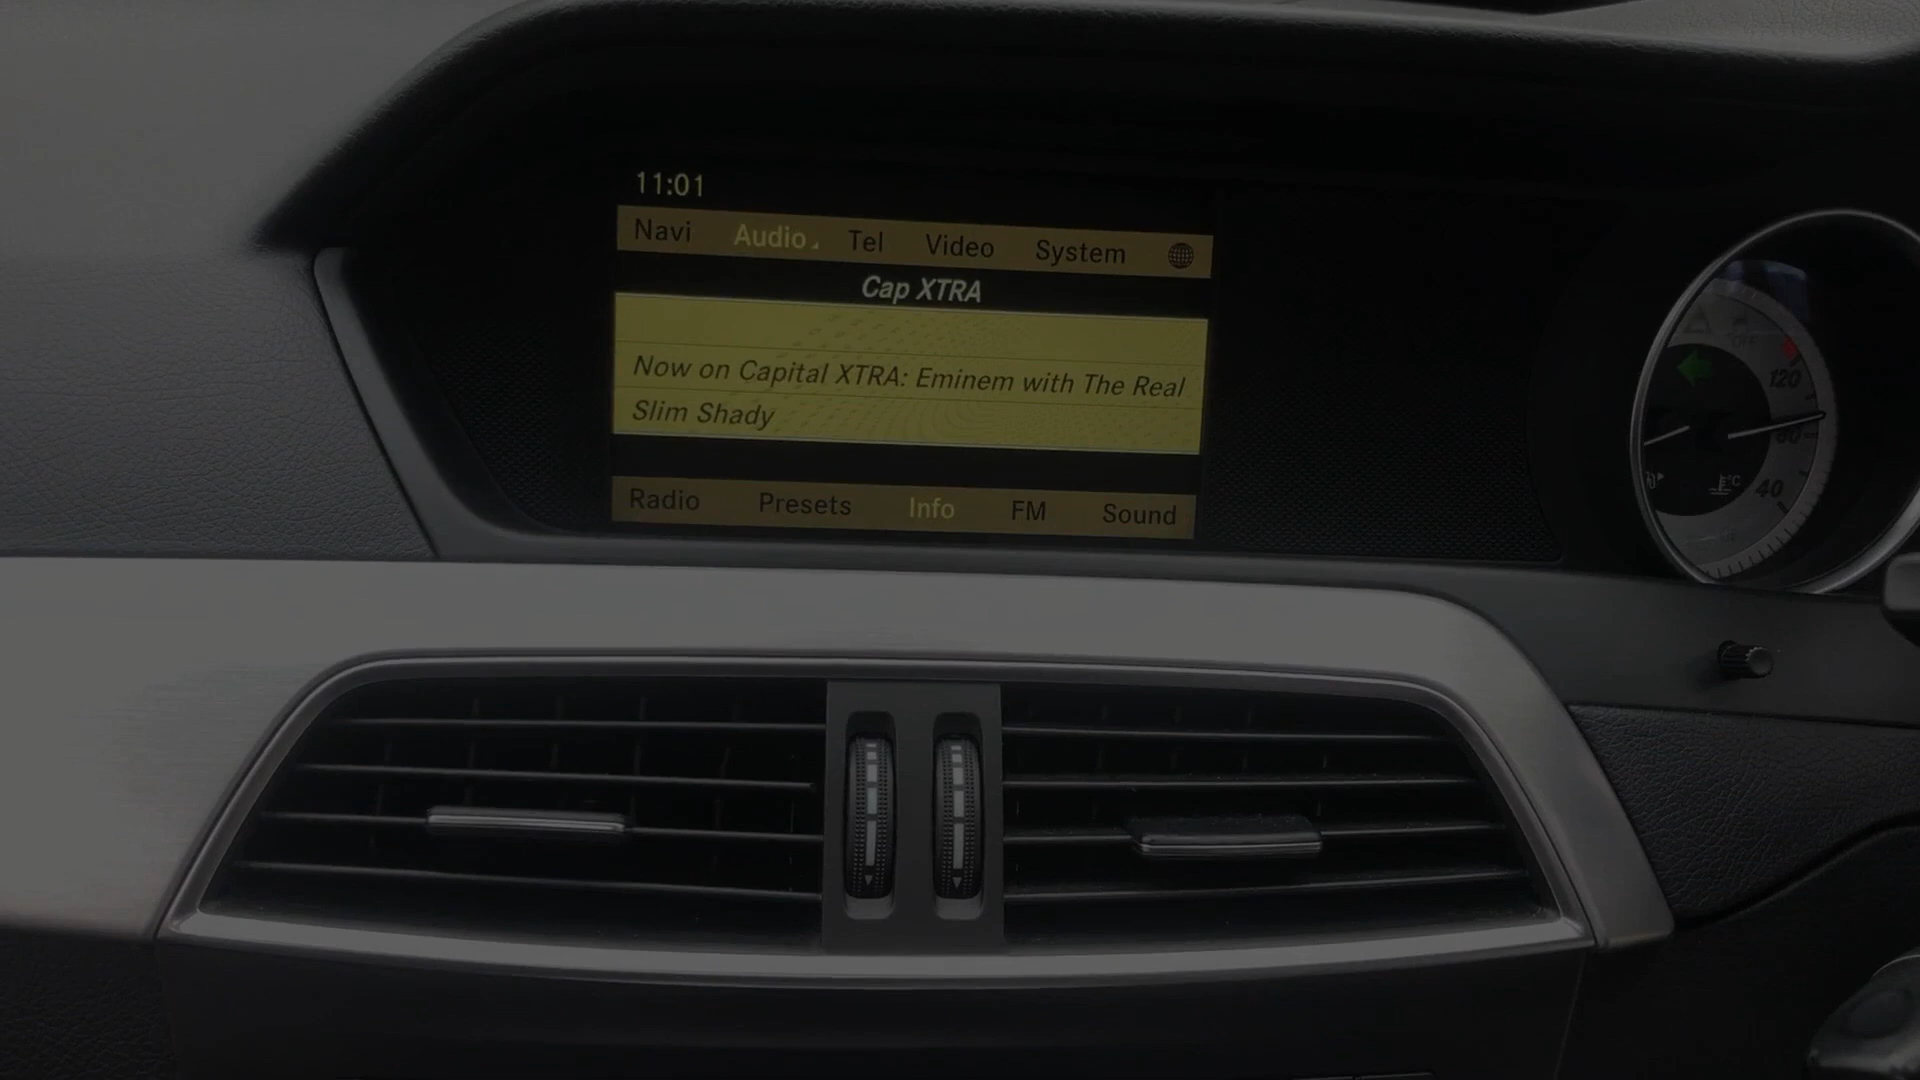 11:01
Navi Audio Tel Video System
Cap XTRA
Now on Capital XTRA: Eminem with The Real
Slim Shady
Radio Presets Info FM Sound
120
80
40
°C